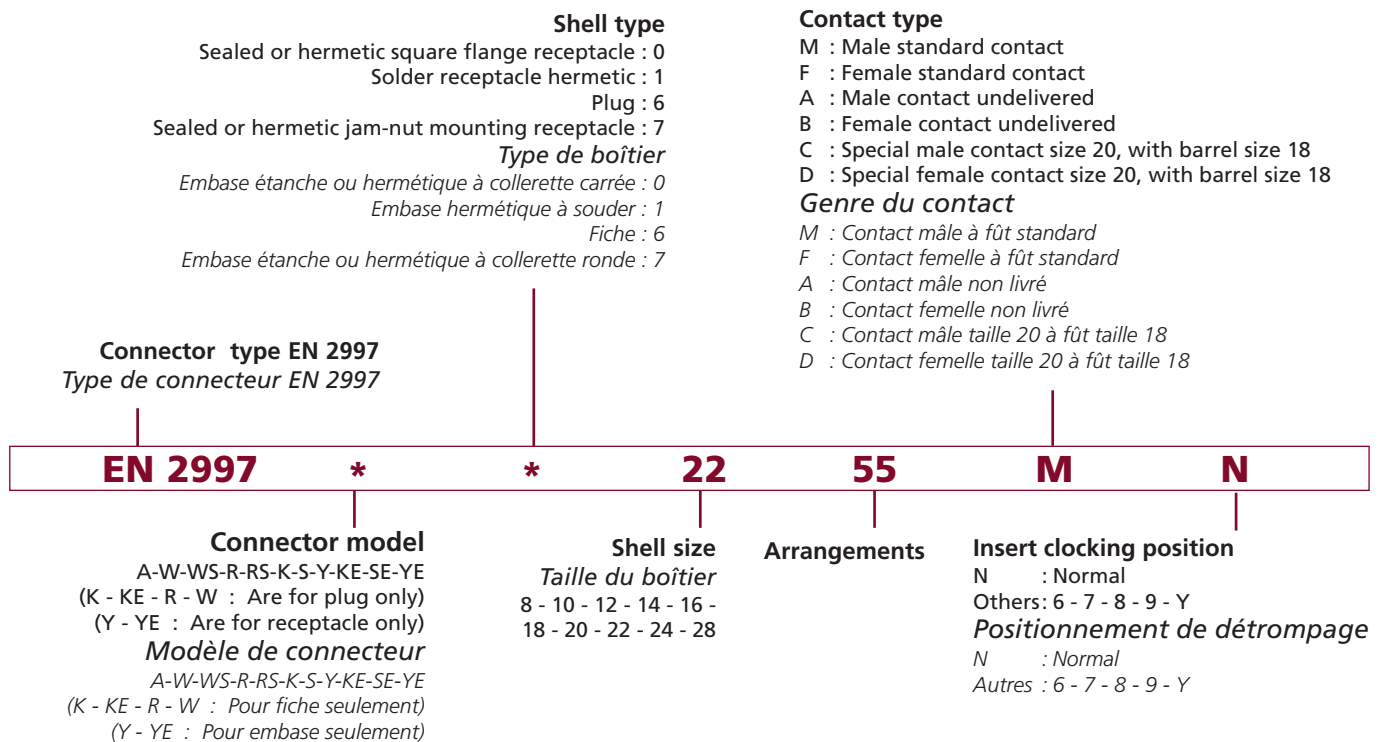 Shell type
Sealed or hermetic square flange receptacle : 0
Solder receptacle hermetic : 1
Plug : 6
Sealed or hermetic jam-nut mounting receptacle : 7
Type de boîtier
Embase étanche ou hermétique à collerette carrée : 0
Embase hermétique à souder : 1
Fiche : 6
Embase étanche ou hermétique à collerette ronde : 7
Contact type
M : Male standard contact
F : Female standard contact
A : Male contact undelivered
B : Female contact undelivered
C : Special male contact size 20, with barrel size 18
D : Special female contact size 20, with barrel size 18
Genre du contact
M : Contact mâle à fût standard
F : Contact femelle à fût standard
A : Contact mâle non livré
B : Contact femelle non livré
C : Contact mâle taille 20 à fût taille 18
D : Contact femelle taille 20 à fût taille 18
Connector type EN 2997
Type de connecteur EN 2997
EN 2997 * * 22 55 M N
Connector model
A-W-WS-R-RS-K-S-Y-KE-SE-YE
(K - KE - R - W : Are for plug only)
(Y - YE : Are for receptacle only)
Modèle de connecteur
A-W-WS-R-RS-K-S-Y-KE-SE-YE
(K - KE - R - W : Pour fiche seulement)
(Y - YE : Pour embase seulement)
Shell size
Taille du boîtier
8 - 10 - 12 - 14 - 16 -
18 - 20 - 22 - 24 - 28
Arrangements
Insert clocking position
N : Normal
Others : 6 - 7 - 8 - 9 - Y
Positionnement de détrompage
N : Normal
Autres : 6 - 7 - 8 - 9 - Y